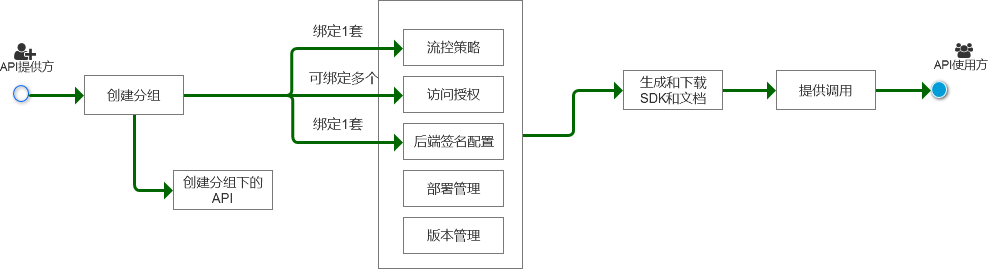 API提供方
创建分组
创建分组下的
API
绑定1套
可绑定多个
绑定1套
流控策略
访问授权
后端签名配置
部署管理
版本管理
生成和下载
SDK和文档
提供调用
API使用方